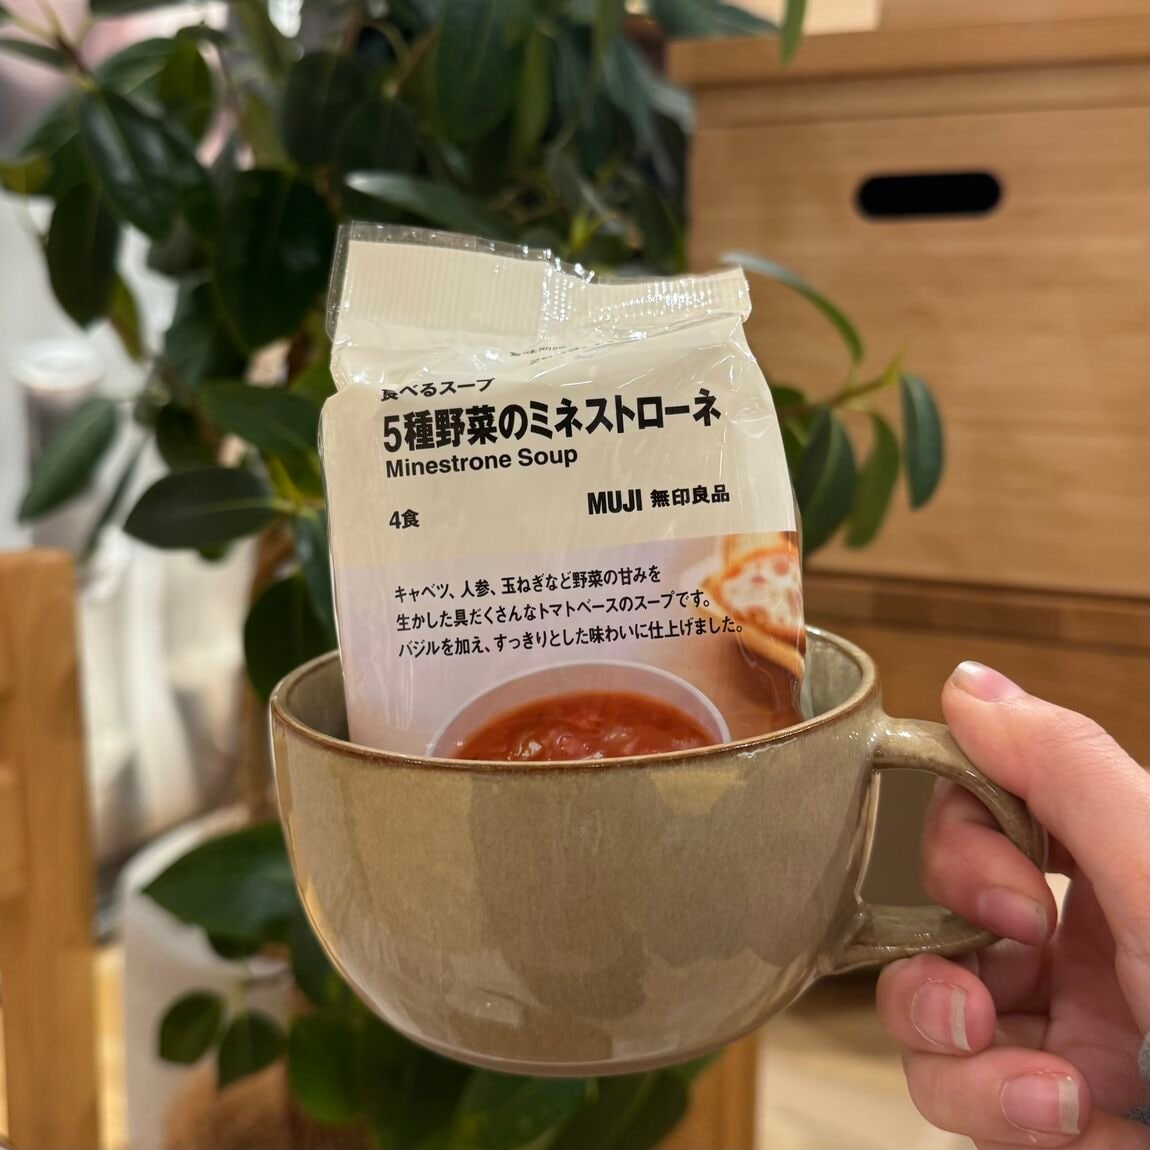 食べるスープ
5種野菜のミネストローネ
Minestrone Soup
4食
MUJI 無印良品
キャベツ、人参、玉ねぎなど野菜の甘みを
生かした具だくさんなトマトベースのスープです。
バジルを加え、すっきりとした味わいに仕上げました。